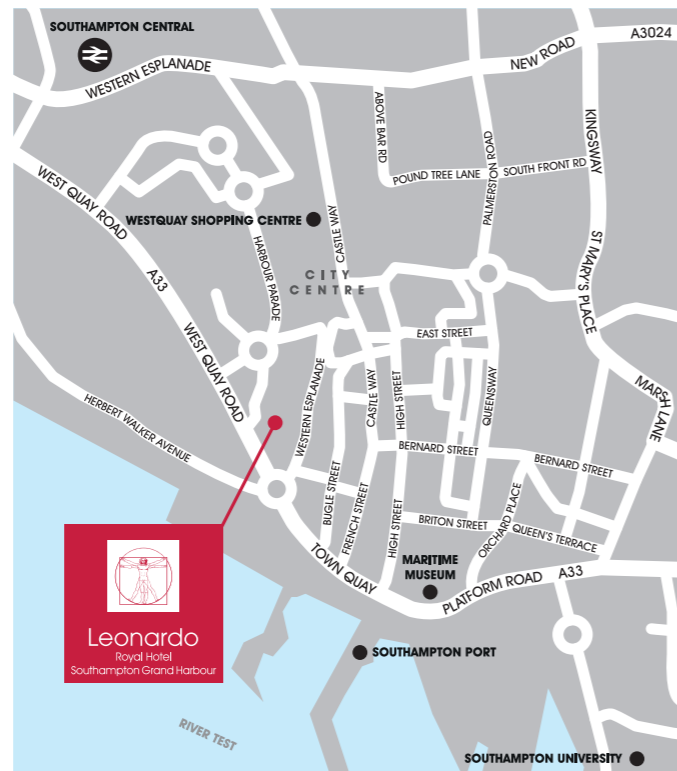 SOUTHAMPTON CENTRAL
A3024
NEW ROAD
WESTERN ESPLANADE
ABOVE BAR RD
KINGSWAY
PALMERSTON ROAD
POUND TREE LANE
SOUTH FRONT RD
WEST QUAY ROAD
WESTQUAY SHOPPING CENTRE
CASTLE WAY
HARBOUR PARADE
ST MARY'S PLACE
A33
CITY
CENTRE
WEST QUAY ROAD
EAST STREET
WESTERN ESPLANADE
CASTLE WAY
HIGH STREET
QUEENSWAY
MARSH LANE
HERBERT WALKER AVENUE
BERNARD STREET
BERNARD STREET
BUGLE STREET
FRENCH STREET
HIGH STREET
BRITON STREET
ORCHARD PLACE
QUEEN'S TERRACE
TOWN QUAY
MARITIME
MUSEUM
PLATFORM ROAD
A33
Leonardo
Royal Hotel
Southampton Grand Harbour
SOUTHAMPTON PORT
RIVER TEST
SOUTHAMPTON UNIVERSITY